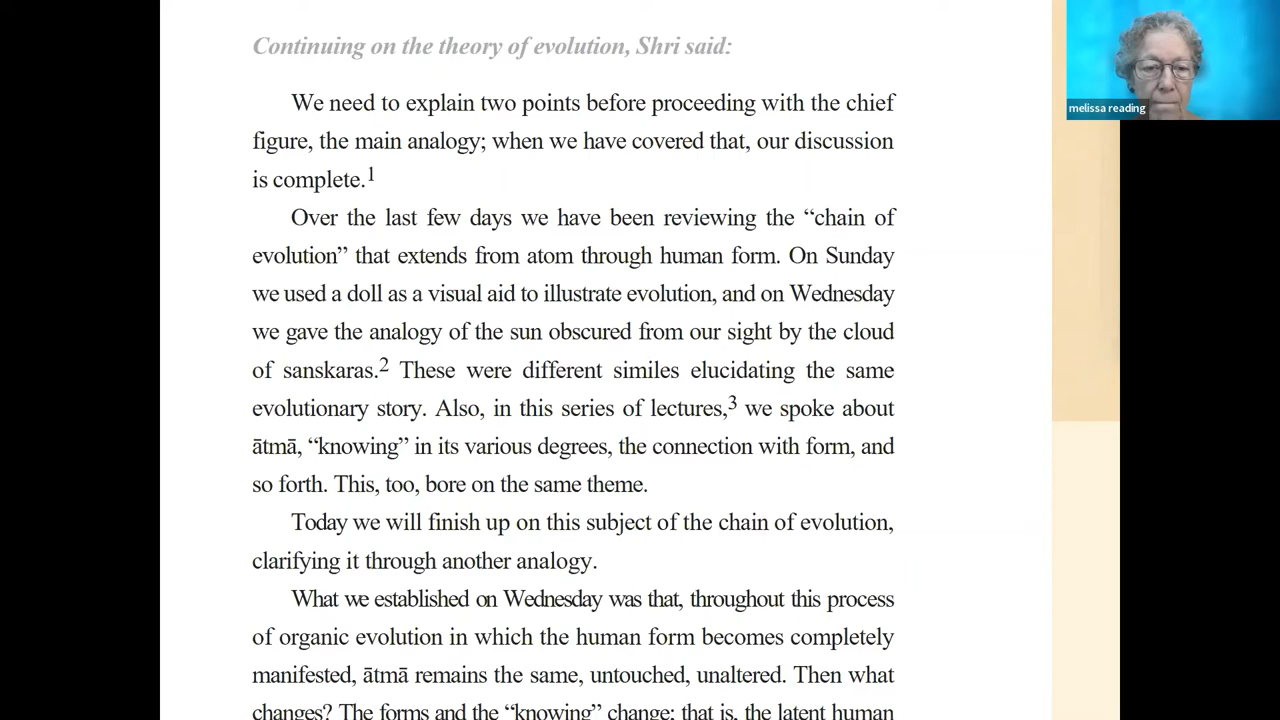 Continuing on the theory of evolution, Shri said:
We need to explain two points before proceeding with the chief
figure, the main analogy; when we have covered that, our discussion
is complete.1
Over the last few days we have been reviewing the “chain of
evolution” that extends from atom through human form. On Sunday
we used a doll as a visual aid to illustrate evolution, and on Wednesday
we gave the analogy of the sun obscured from our sight by the cloud
of sanskaras.2 These were different similes elucidating the same
evolutionary story. Also, in this series of lectures,3 we spoke about
ātmā, “knowing” in its various degrees, the connection with form, and
so forth. This, too, bore on the same theme.
Today we will finish up on this subject of the chain of evolution,
clarifying it through another analogy.
What we established on Wednesday was that, throughout this process
of organic evolution in which the human form becomes completely
manifested, ātmā remains the same, untouched, unaltered. Then what
changes? The forms and the “knowing” change; that is, the latent human
melissa reading